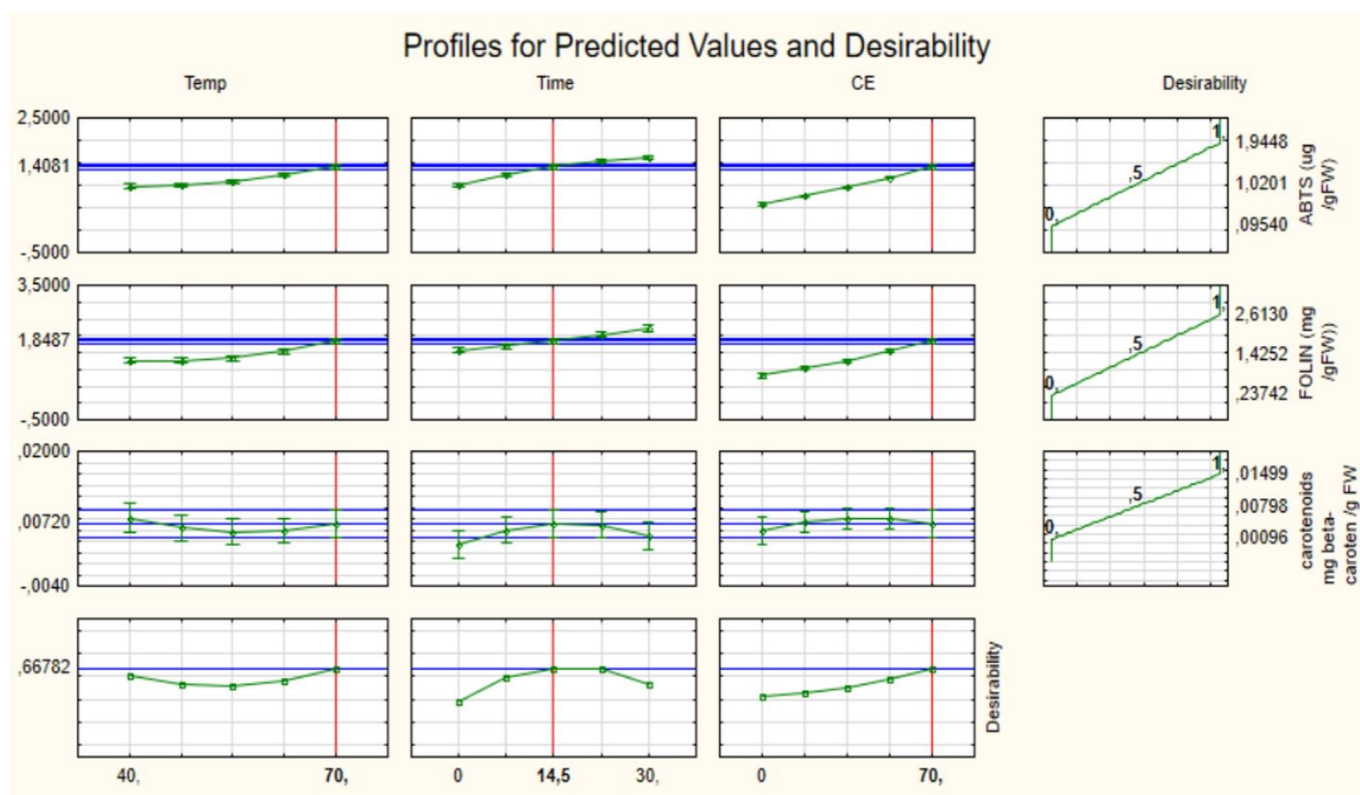 Profiles for Predicted Values and Desirability
Temp Time CE Desirability
2,5000
1,4081
-,5000
0, ,5 1,
1,9448
1,0201
,09540
ABTS (ug
/gFW)
3,5000
1,8487
-,5000
0, ,5 1,
2,6130
1,4252
,23742
FOLIN (mg
/gFW))
,02000
,00720
-,0040
0, ,5 1,
,01499
,00798
,00096
carotenoids
mg beta-
caroten /g FW
,66782
Desirability
40, 70, 0 14,5 30, 0 70,